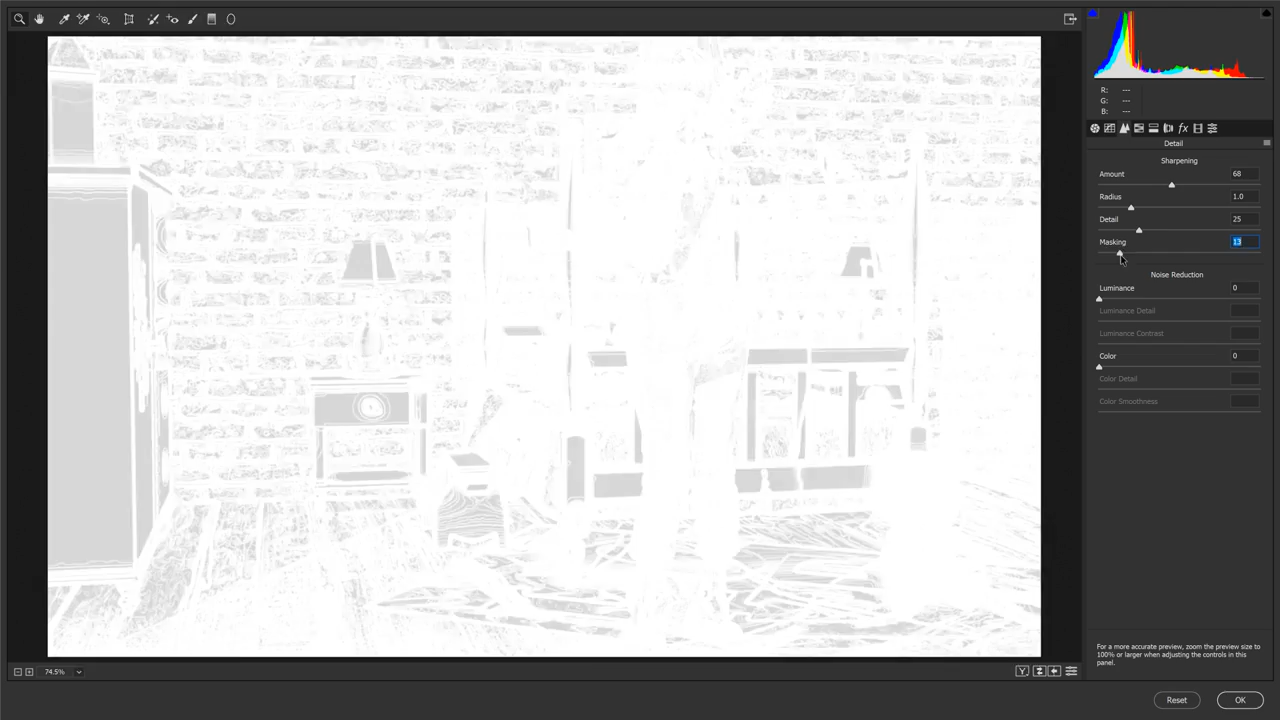 R: ---
G: ---
B: ---
fx
Detail
Sharpening
Amount 68
Radius 1.0
Detail 25
Masking 13
Noise Reduction
Luminance 0
Luminance Detail
Luminance Contrast
Color 0
Color Detail
Color Smoothness
For a more accurate preview, zoom the preview size to
100% or larger when adjusting the controls in this
panel.
74.5%
Y
Reset OK